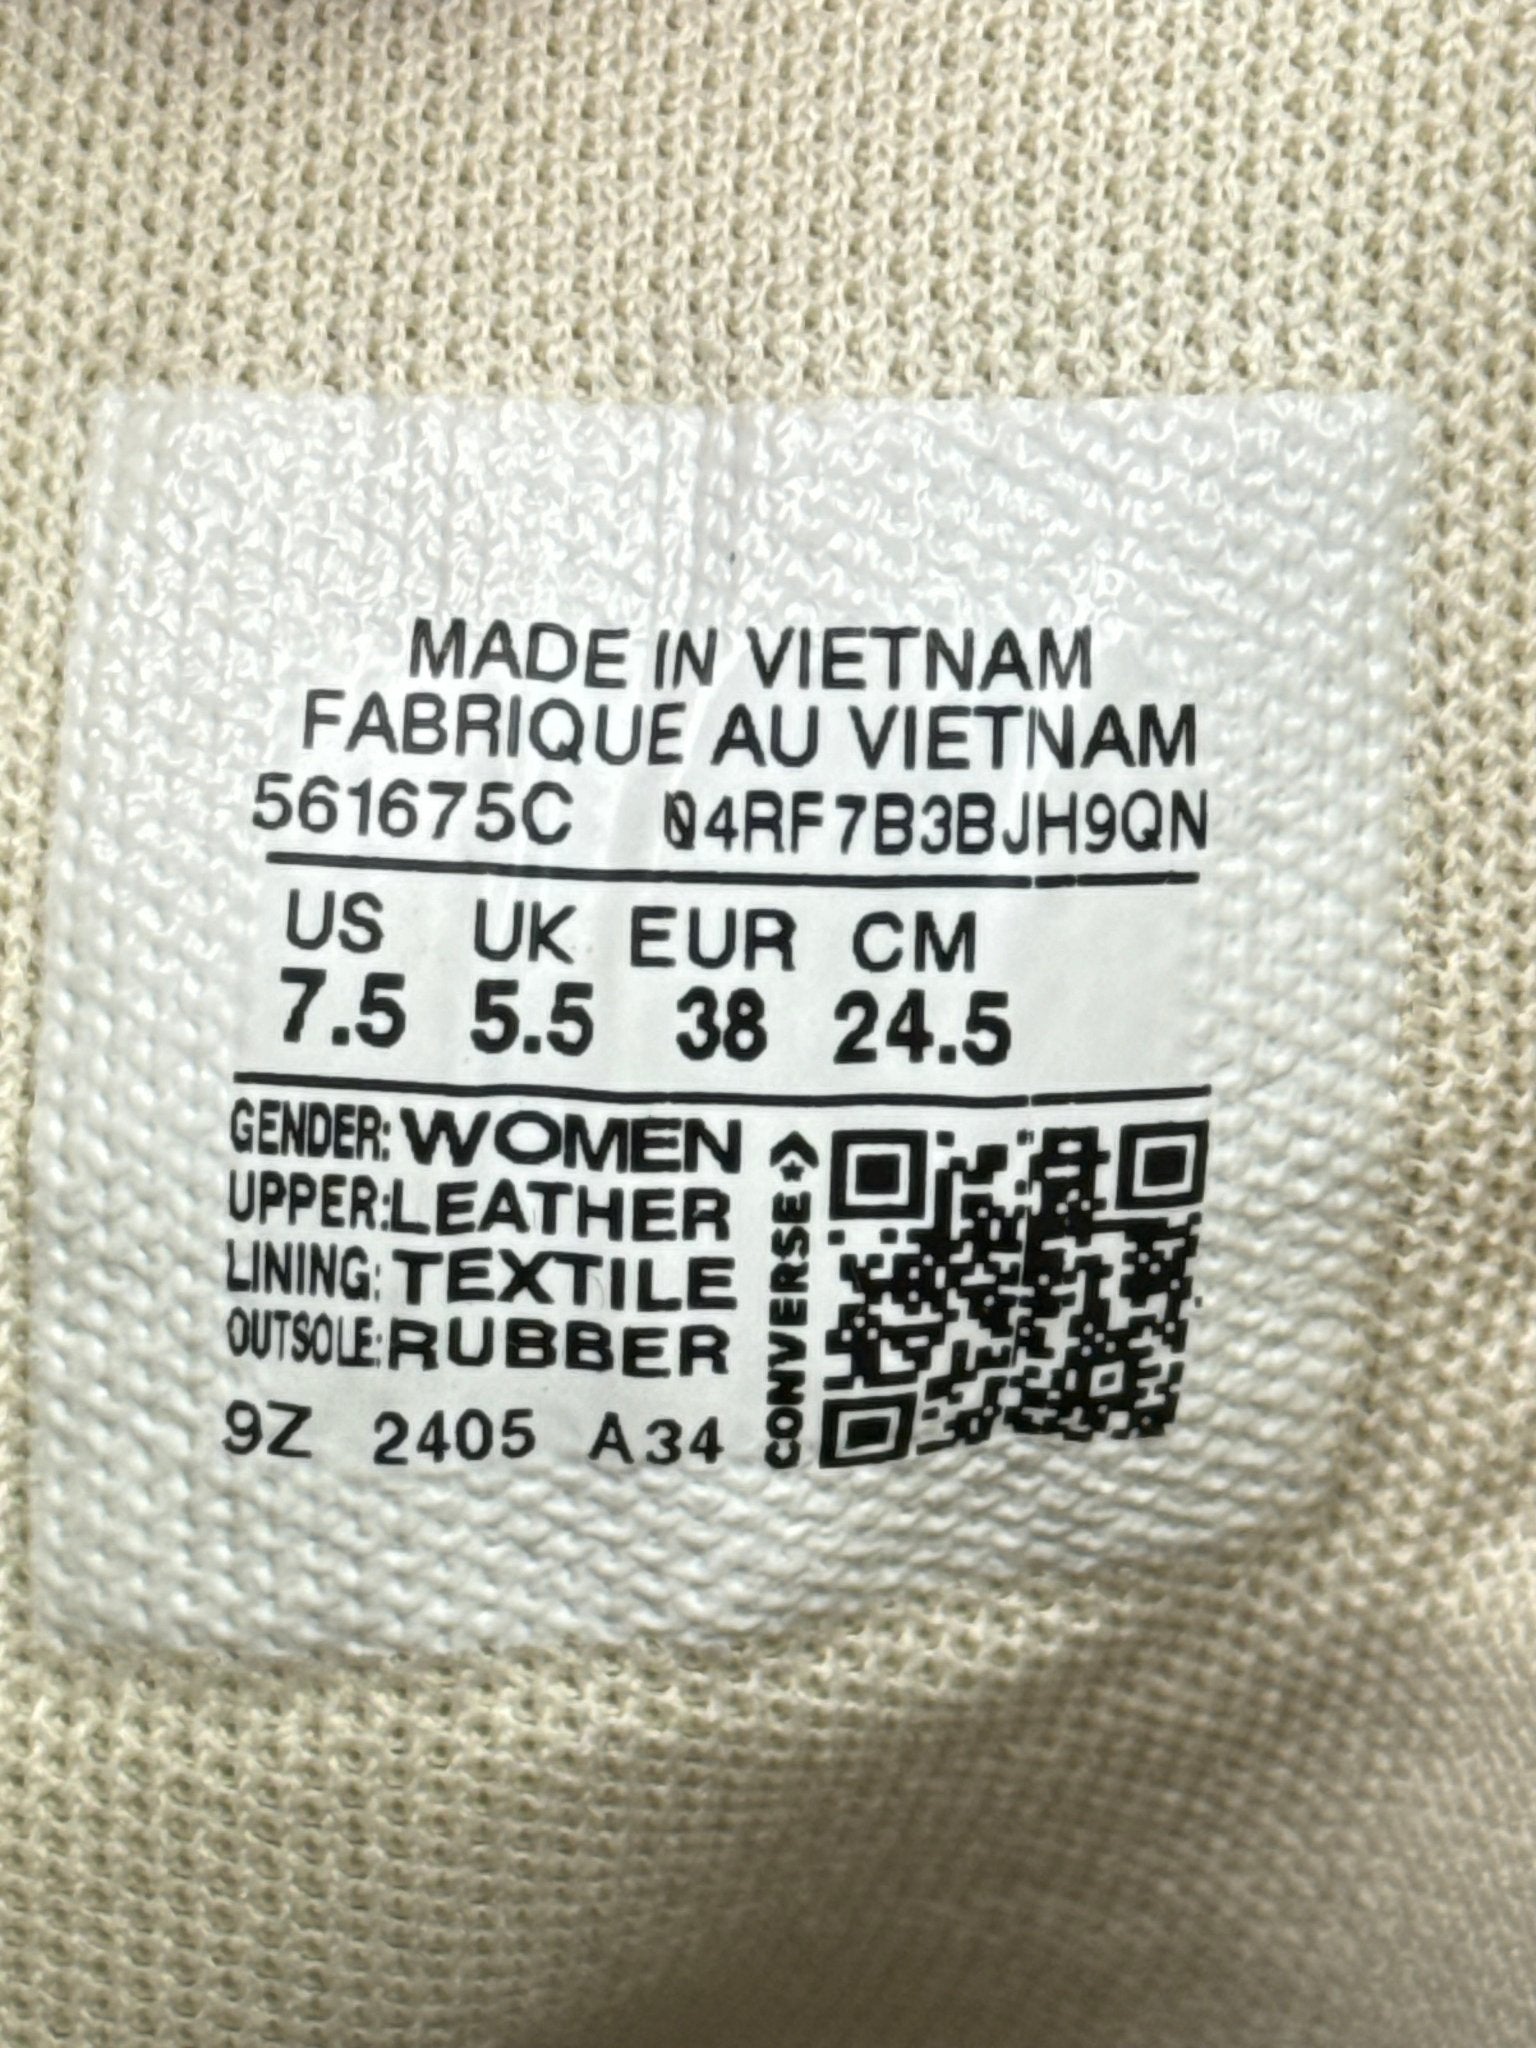 MADE IN VIETNAM
FABRIQUE AU VIETNAM
561675C 04RF7B3BJH9QN
US UK EUR CM
7.5 5.5 38 24.5
GENDER: WOMEN
UPPER: LEATHER
LINING: TEXTILE
OUTSOLE: RUBBER
9Z 2405 A34
CONVERSE